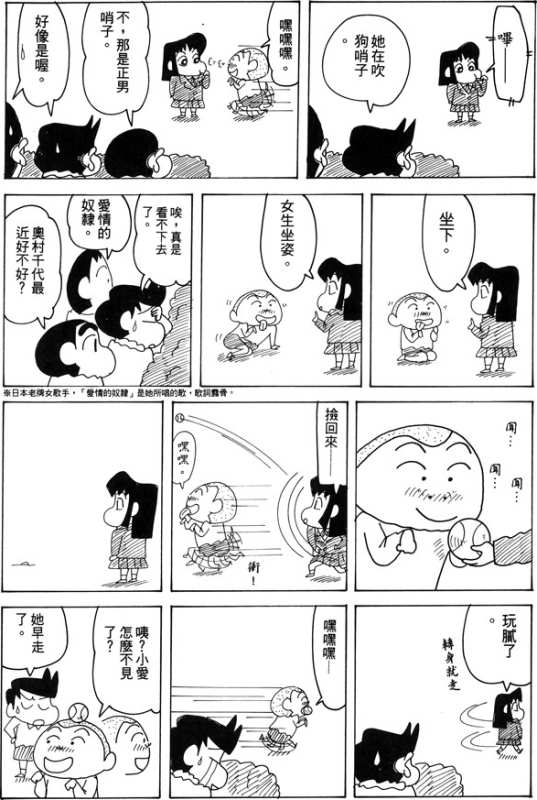 嗶——
她在吹
狗哨子
嘿嘿嘿。
不，那是正男
哨子。
好像是喔。
坐下。
女生坐姿。
唉，真是
看不下去
了。
愛情的
奴隸。
奧村千代最
近好不好？
※日本老牌女歌手，「愛情的奴隸」是她所唱的歌，歌詞露骨。
聞…
聞…
聞…
撿回來……
嘿嘿。
衝！
玩膩了
。
轉身就走
嘿嘿嘿……
咦？小愛
怎麼不見
了？
她早走
了。